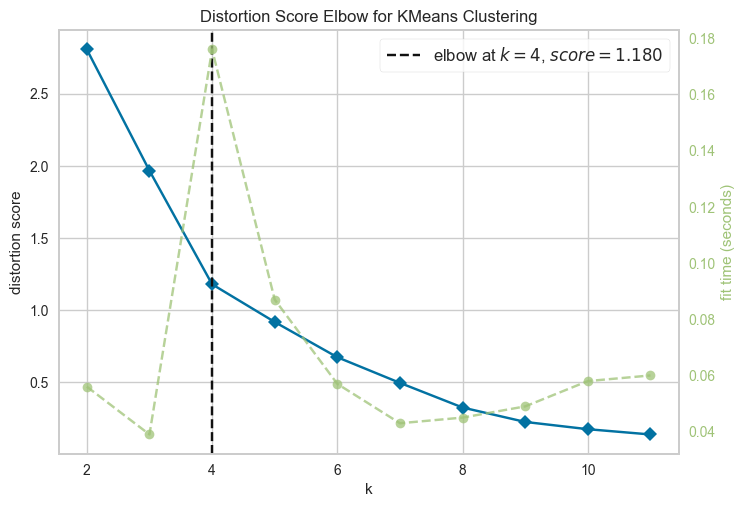 Distortion Score Elbow for KMeans Clustering
elbow at k = 4, score = 1.180
distortion score
2.5
2.0
1.5
1.0
0.5
0.18
0.16
0.14
0.12
0.10
0.08
0.06
0.04
fit time (seconds)
2 4 6 8 10
k